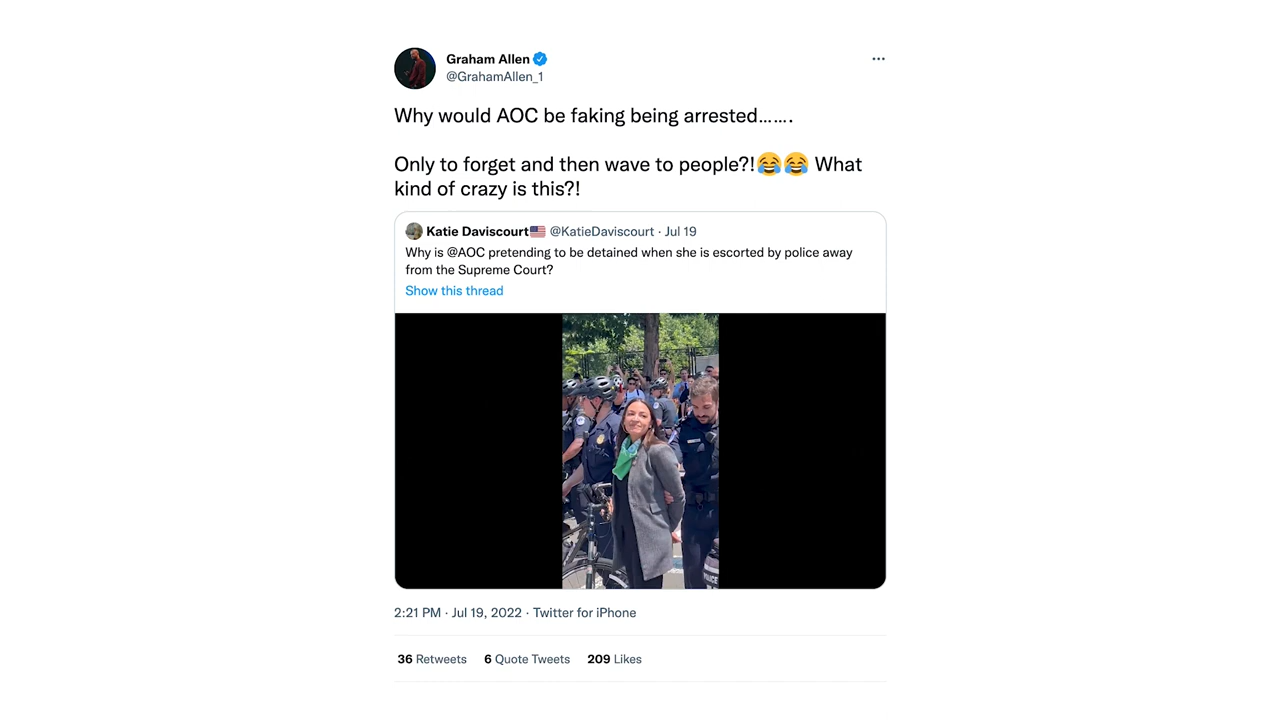 Graham Allen
@GrahamAllen_1
Why would AOC be faking being arrested…….
Only to forget and then wave to people?!😂😂 What
kind of crazy is this?!
Katie Daviscourt🇺🇸 @KatieDaviscourt · Jul 19
Why is @AOC pretending to be detained when she is escorted by police away
from the Supreme Court?
Show this thread
POLICE
2:21 PM · Jul 19, 2022 · Twitter for iPhone
36 Retweets 6 Quote Tweets 209 Likes